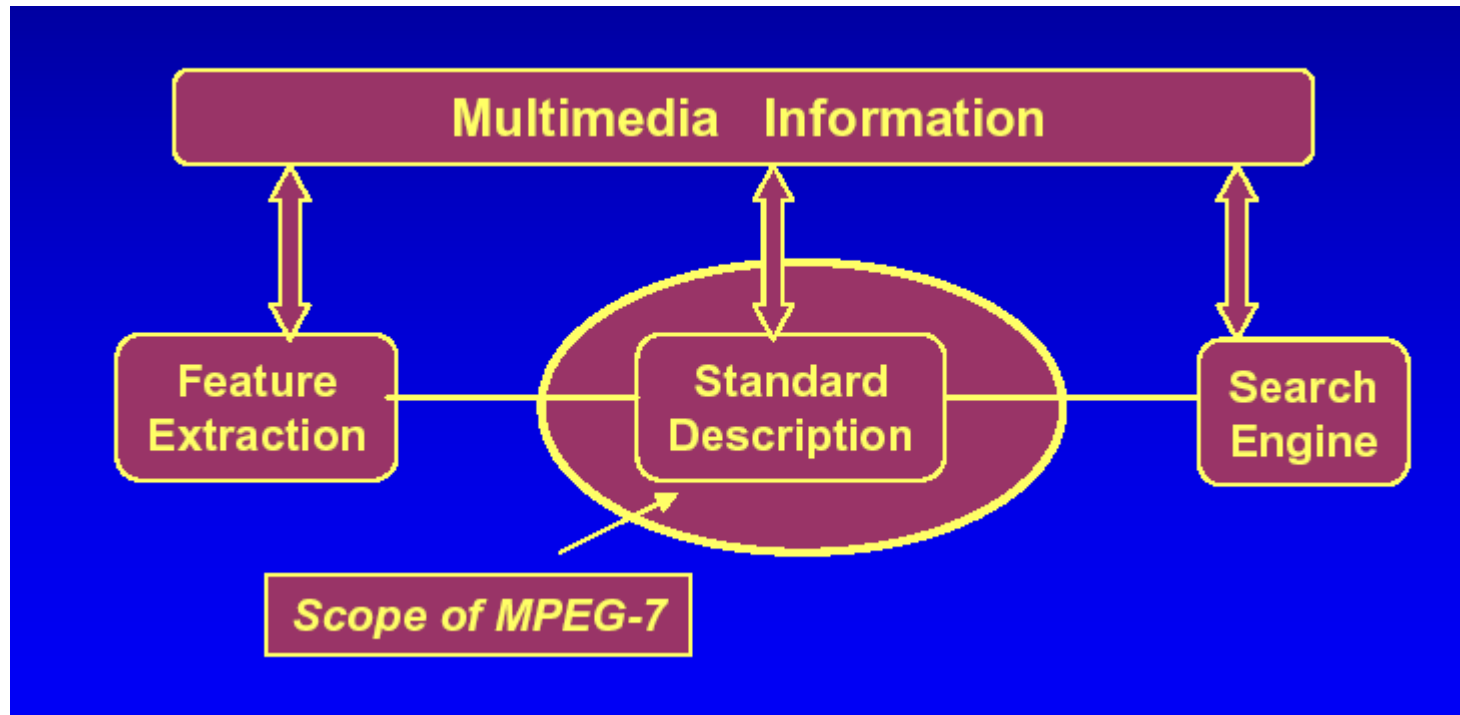 Multimedia Information
Feature
Extraction
Standard
Description
Search
Engine
Scope of MPEG-7